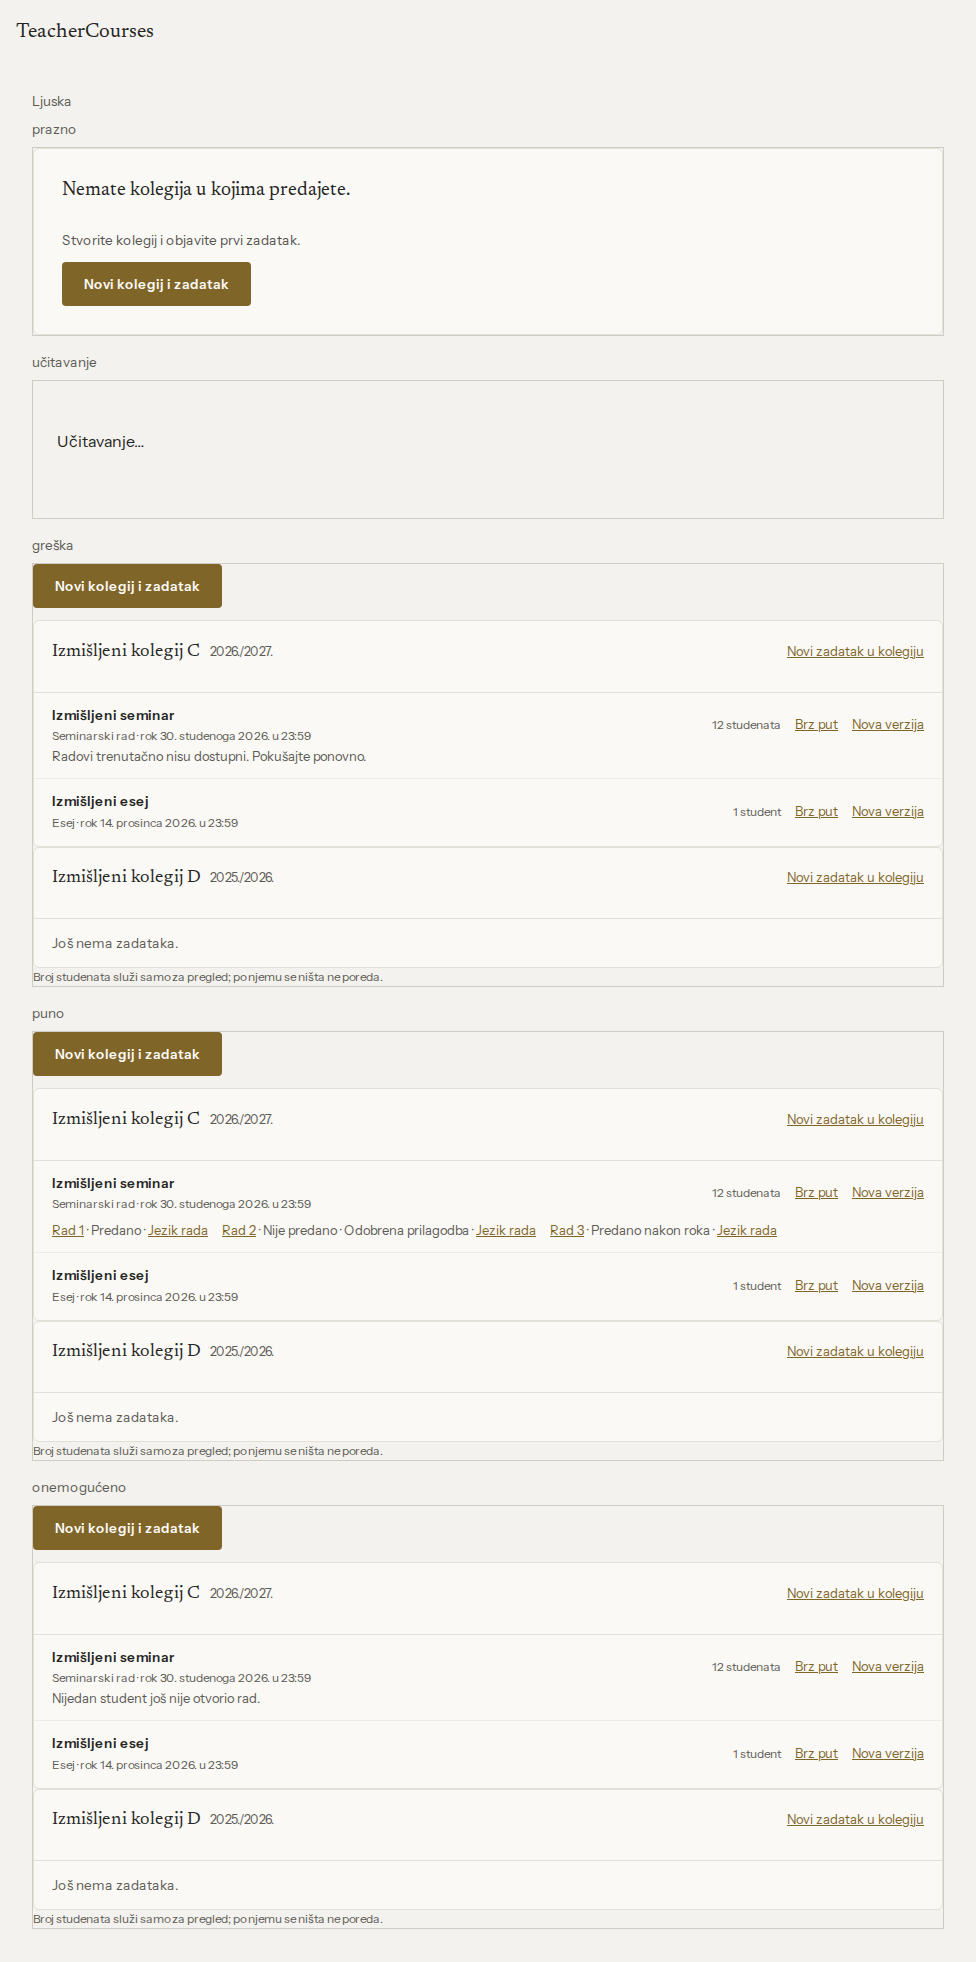 TeacherCourses
Ljuska
prazno
Nemate kolegija u kojima predajete.
Stvorite kolegij i objavite prvi zadatak.
Novi kolegij i zadatak
učitavanje
Učitavanje…
greška
Novi kolegij i zadatak
Izmišljeni kolegij C 2026./2027. Novi zadatak u kolegiju
Izmišljeni seminar
Seminarski rad · rok 30. studenoga 2026. u 23:59 12 studenata Brz put Nova verzija
Radovi trenutačno nisu dostupni. Pokušajte ponovno.
Izmišljeni esej
Esej · rok 14. prosinca 2026. u 23:59 1 student Brz put Nova verzija
Izmišljeni kolegij D 2025./2026. Novi zadatak u kolegiju
Još nema zadataka.
Broj studenata služi samo za pregled; po njemu se ništa ne poreda.
puno
Novi kolegij i zadatak
Izmišljeni kolegij C 2026./2027. Novi zadatak u kolegiju
Izmišljeni seminar
Seminarski rad · rok 30. studenoga 2026. u 23:59 12 studenata Brz put Nova verzija
Rad 1 · Predano · Jezik rada Rad 2 · Nije predano · Odobrena prilagodba · Jezik rada Rad 3 · Predano nakon roka · Jezik rada
Izmišljeni esej
Esej · rok 14. prosinca 2026. u 23:59 1 student Brz put Nova verzija
Izmišljeni kolegij D 2025./2026. Novi zadatak u kolegiju
Još nema zadataka.
Broj studenata služi samo za pregled; po njemu se ništa ne poreda.
onemogućeno
Novi kolegij i zadatak
Izmišljeni kolegij C 2026./2027. Novi zadatak u kolegiju
Izmišljeni seminar
Seminarski rad · rok 30. studenoga 2026. u 23:59 12 studenata Brz put Nova verzija
Nijedan student još nije otvorio rad.
Izmišljeni esej
Esej · rok 14. prosinca 2026. u 23:59 1 student Brz put Nova verzija
Izmišljeni kolegij D 2025./2026. Novi zadatak u kolegiju
Još nema zadataka.
Broj studenata služi samo za pregled; po njemu se ništa ne poreda.